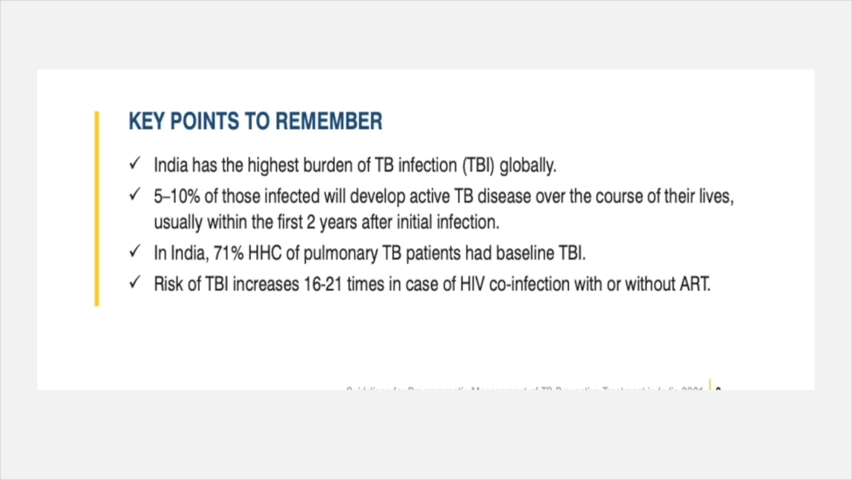 KEY POINTS TO REMEMBER
✓ India has the highest burden of TB infection (TBI) globally.
✓ 5–10% of those infected will develop active TB disease over the course of their lives,
usually within the first 2 years after initial infection.
✓ In India, 71% HHC of pulmonary TB patients had baseline TBI.
✓ Risk of TBI increases 16-21 times in case of HIV co-infection with or without ART.